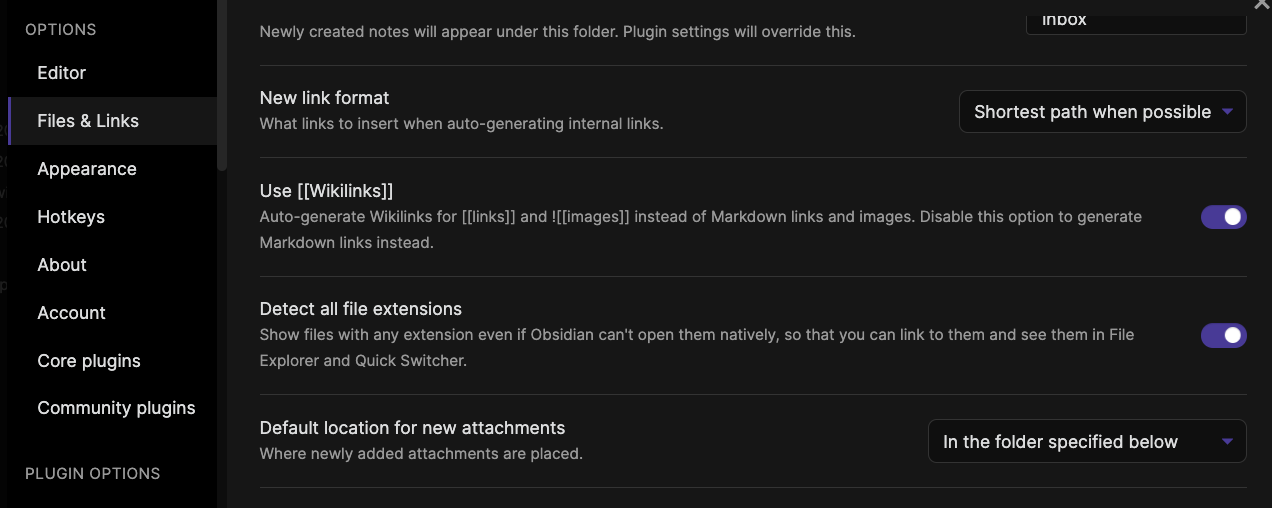 OPTIONS
Editor
Files & Links
Appearance
Hotkeys
About
Account
Core plugins
Community plugins
PLUGIN OPTIONS
inbox
Newly created notes will appear under this folder. Plugin settings will override this.
New link format
What links to insert when auto-generating internal links.
Shortest path when possible
Use [[Wikilinks]]
Auto-generate Wikilinks for [[links]] and ![[images]] instead of Markdown links and images. Disable this option to generate
Markdown links instead.
Detect all file extensions
Show files with any extension even if Obsidian can't open them natively, so that you can link to them and see them in File
Explorer and Quick Switcher.
Default location for new attachments
Where newly added attachments are placed.
In the folder specified below